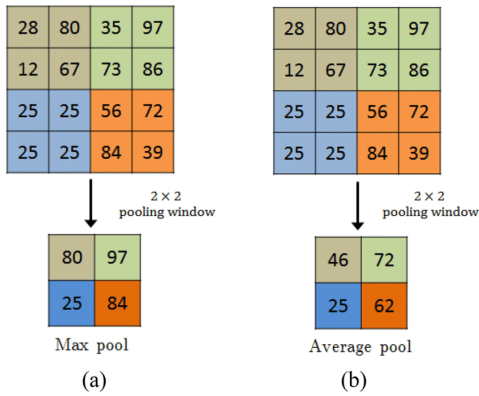 28 80 35 97
12 67 73 86
25 25 56 72
25 25 84 39
2 × 2
pooling window
80 97
25 84
Max pool
(a)
28 80 35 97
12 67 73 86
25 25 56 72
25 25 84 39
2 × 2
pooling window
46 72
25 62
Average pool
(b)